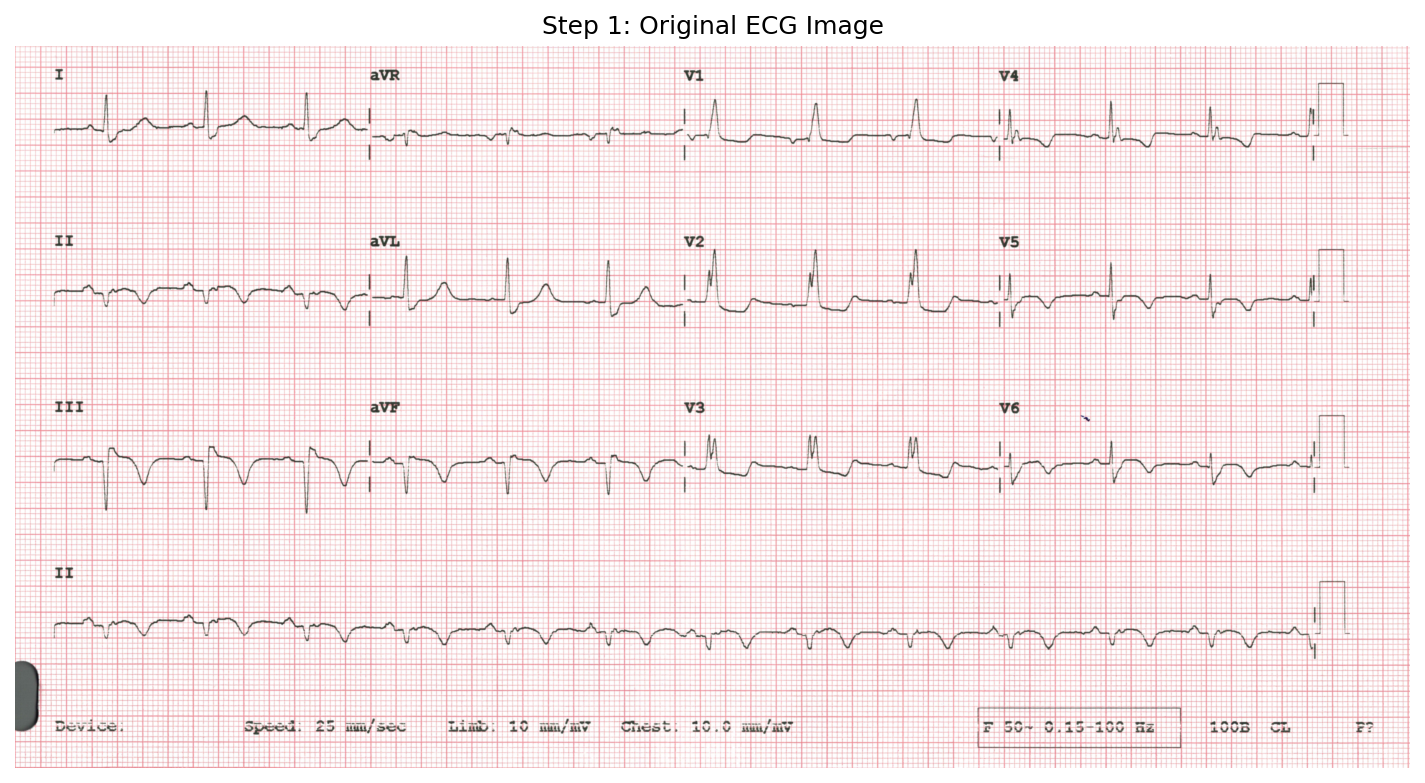 Step 1: Original ECG Image
I aVR V1 V4
II aVL V2 V5
III aVF V3 V6
II
Device: Speed: 25 mm/sec Limb: 10 mm/mV Chest: 10.0 mm/mV F 50~ 0.15-100 Hz 100B CL P?